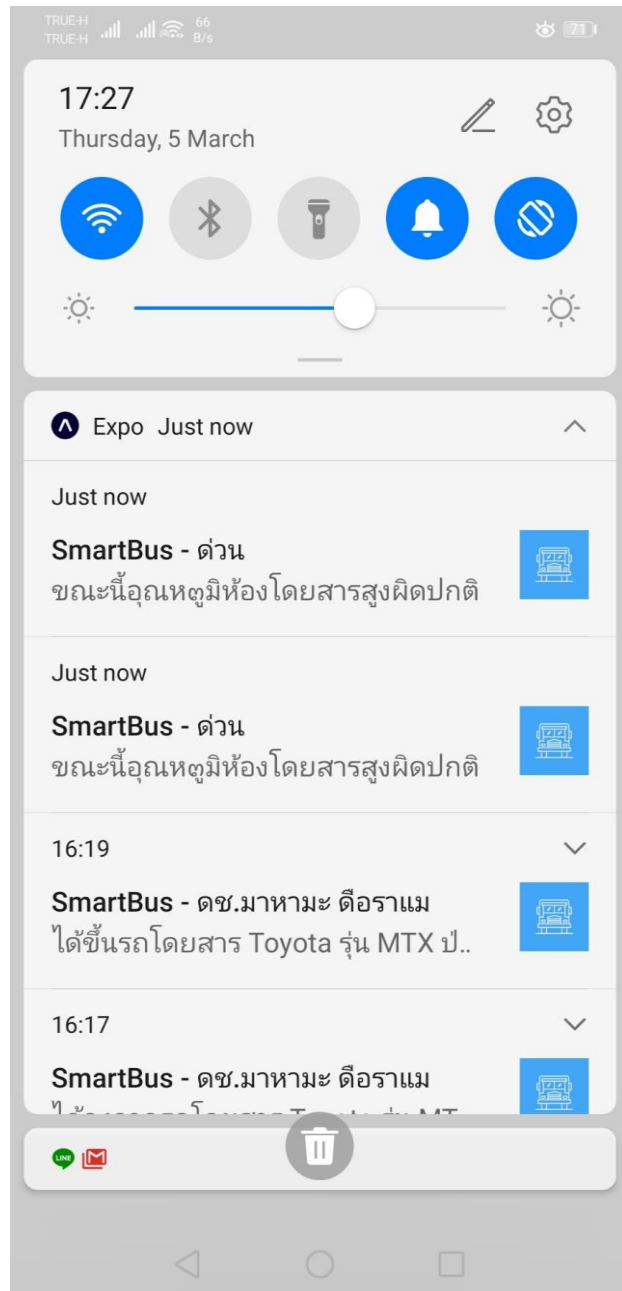 TRUE-H
TRUE-H
66
B/s
71
17:27
Thursday, 5 March
Expo Just now
Just now
SmartBus - ด่วน
ขณะนี้อุณหตูมิห้องโดยสารสูงผิดปกติ
Just now
SmartBus - ด่วน
ขณะนี้อุณหตูมิห้องโดยสารสูงผิดปกติ
16:19
SmartBus - ดช.มาหามะ ดือราแม
ได้ขึ้นรถโดยสาร Toyota รุ่น MTX ป้..
16:17
SmartBus - ดช.มาหามะ ดือราแม
LINE